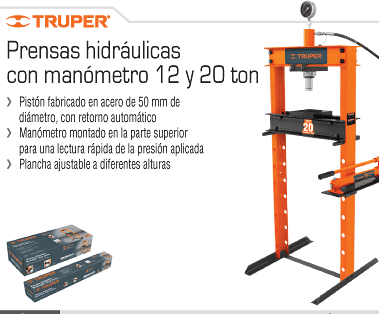 TRUPER
Prensas hidráulicas
con manómetro 12 y 20 ton
Pistón fabricado en acero de 50 mm de
diámetro, con retorno automático
Manómetro montado en la parte superior
para una lectura rápida de la presión aplicada
Plancha ajustable a diferentes alturas
TRUPER
20